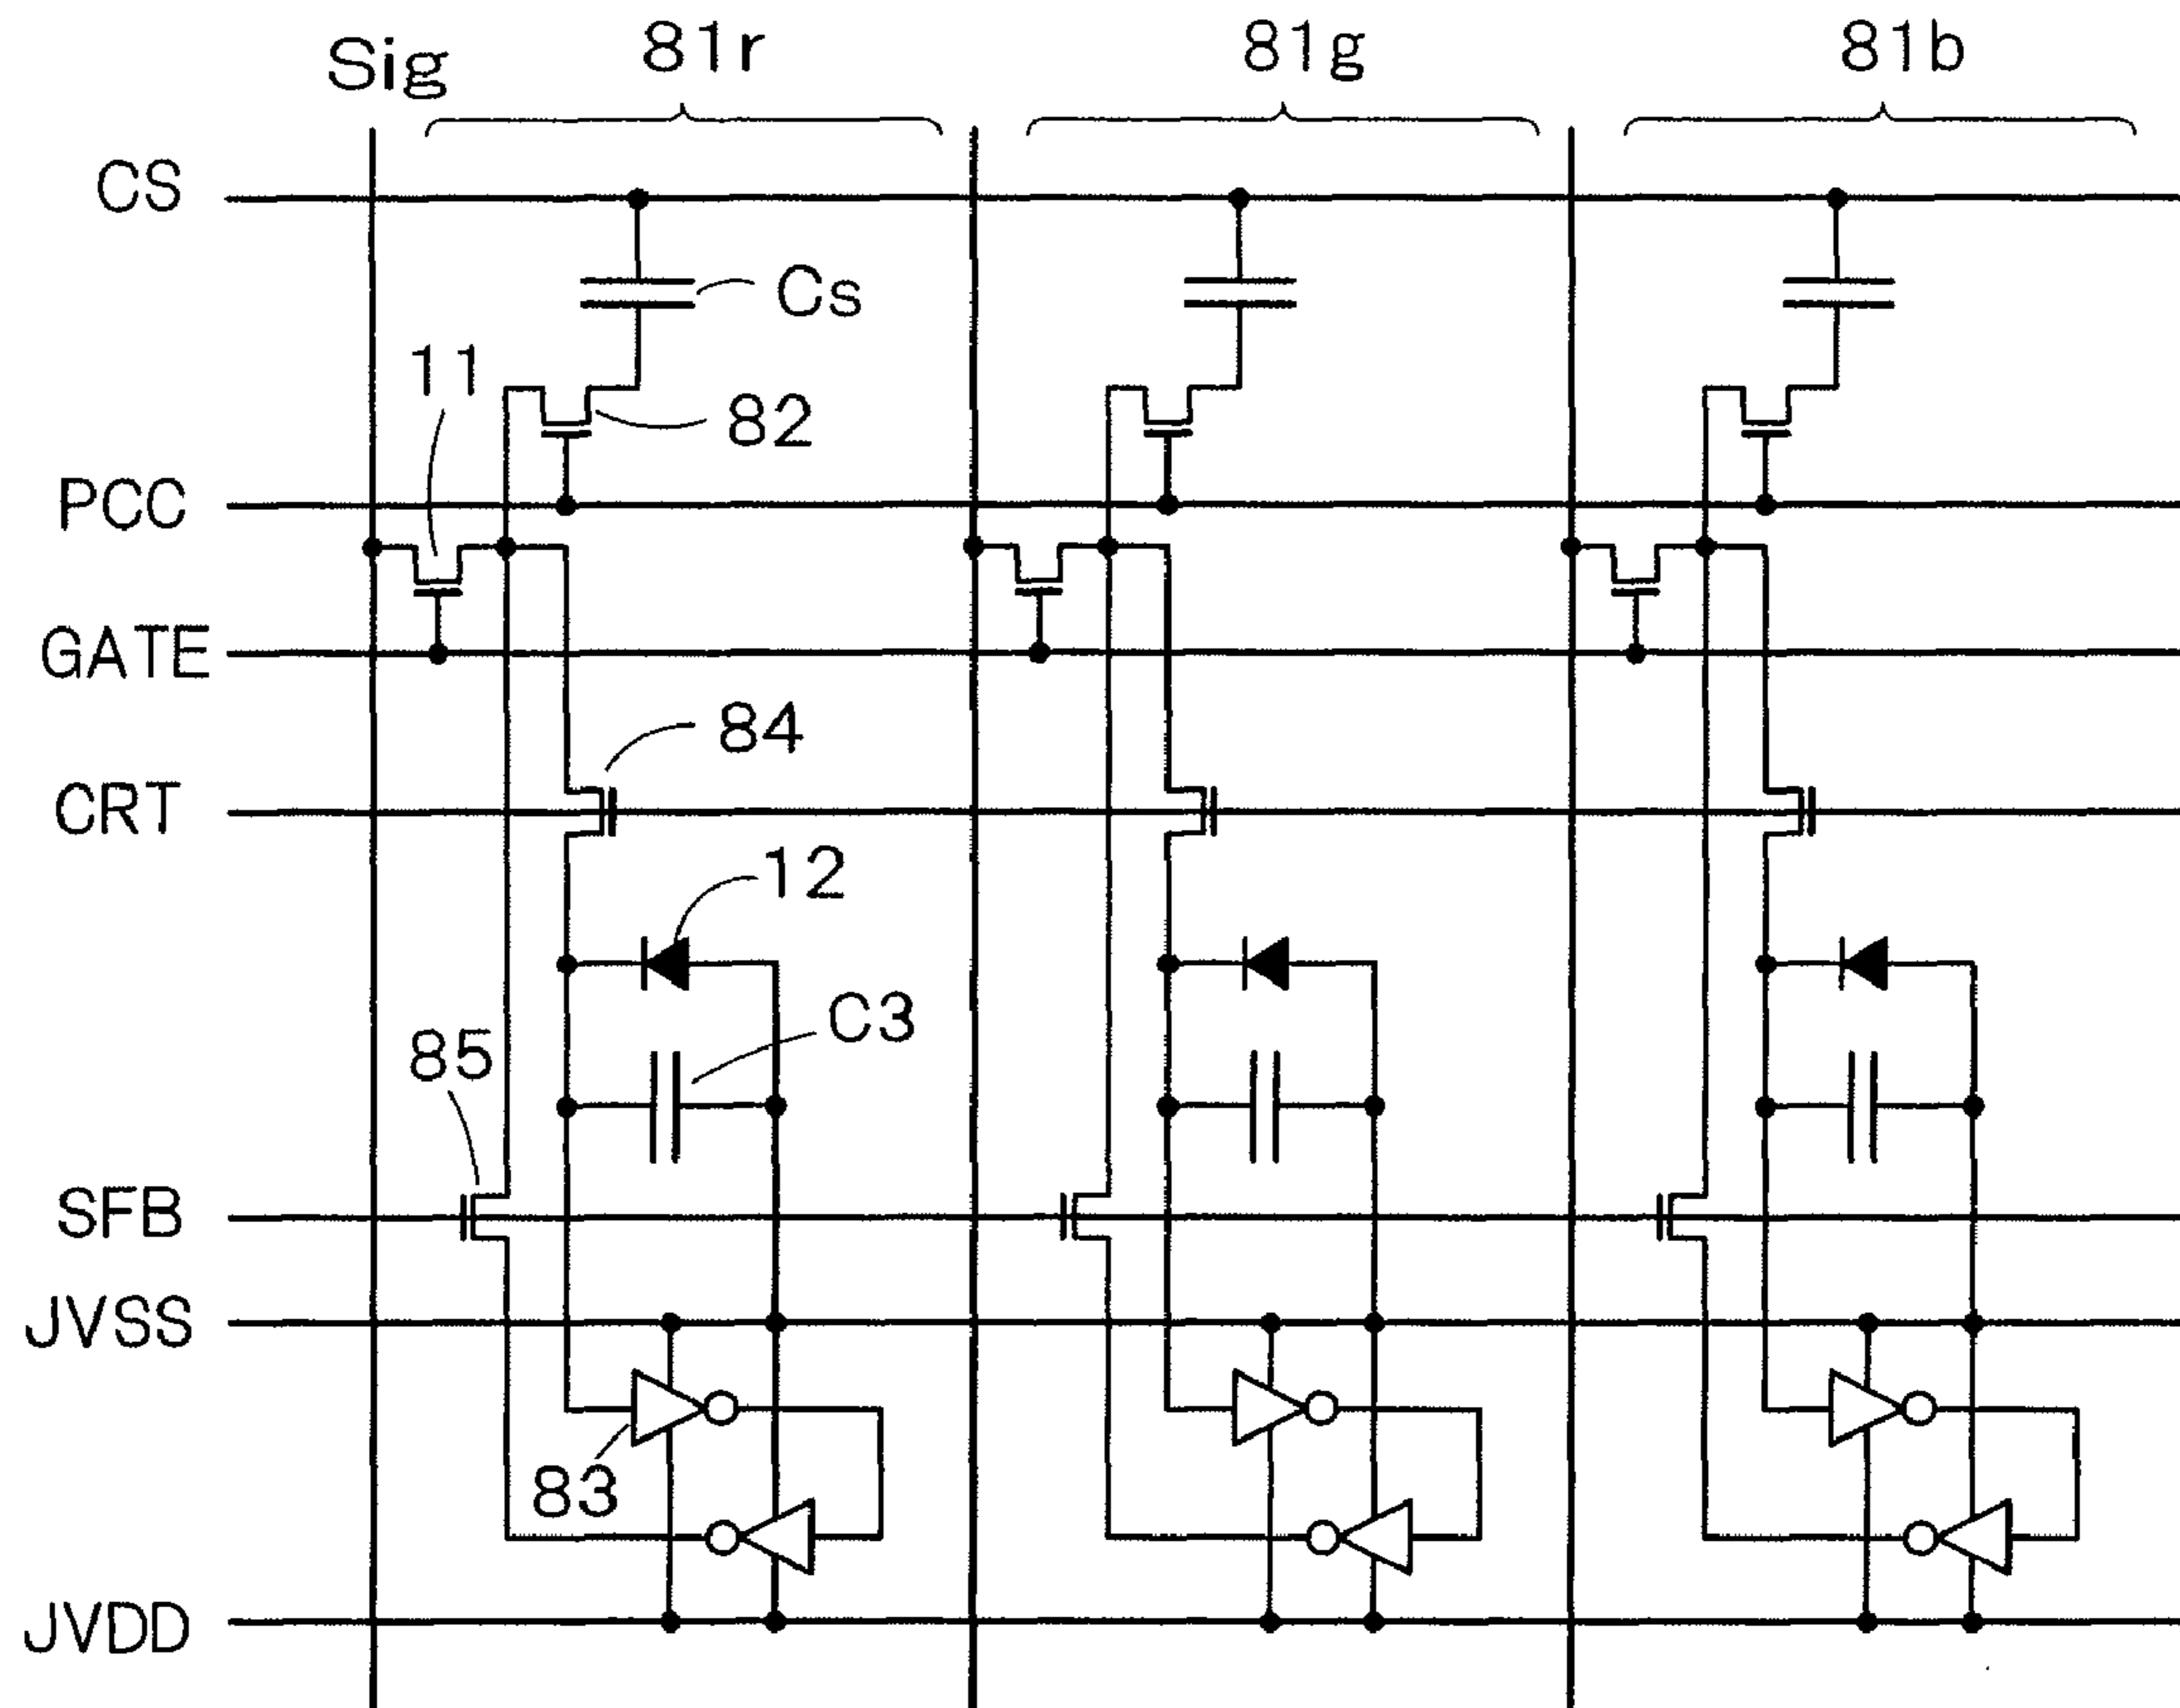 Sig
81r
81g
81b
CS
Cs
11
82
PCC
GATE
84
CRT
12
C3
85
SFB
JVSS
83
JVDD